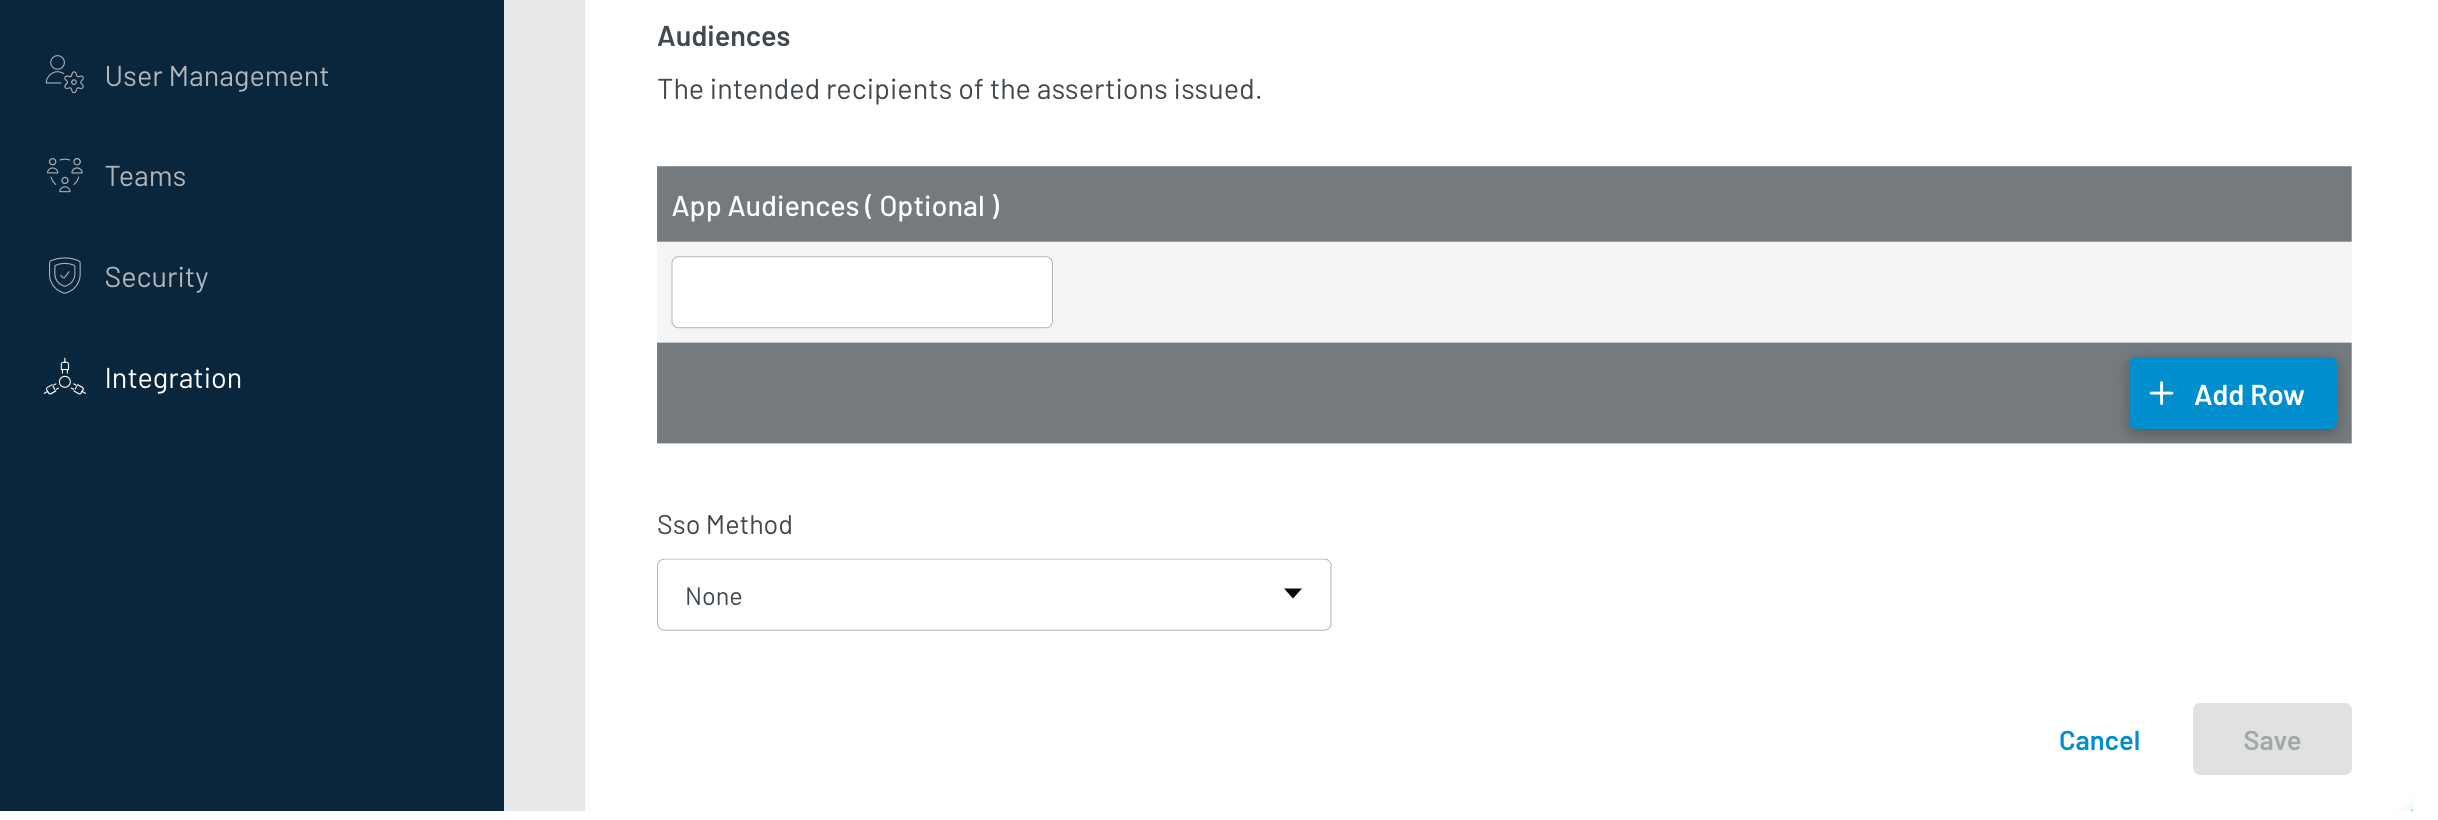 User Management
Teams
Security
Integration
Audiences
The intended recipients of the assertions issued.
App Audiences ( Optional )
Add Row
Sso Method
None
Cancel
Save